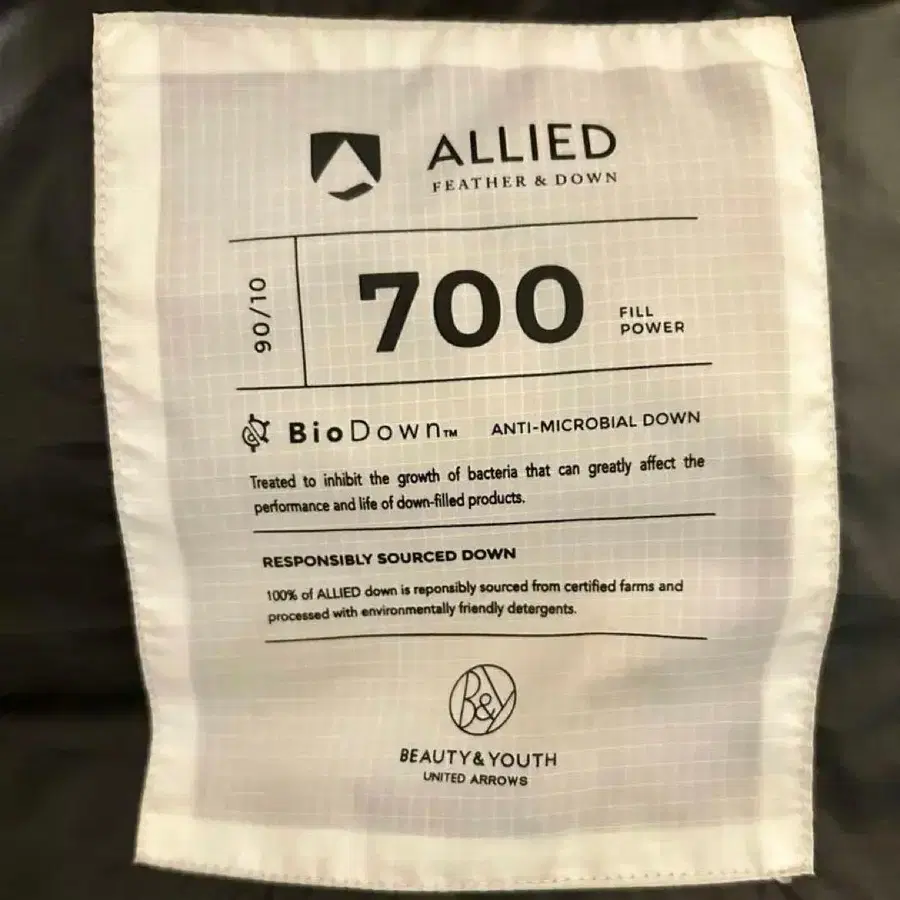 ALLIED
FEATHER & DOWN
90/10
700
FILL
POWER
BioDown™
ANTI-MICROBIAL DOWN
Treated to inhibit the growth of bacteria that can greatly affect the
performance and life of down-filled products.
RESPONSIBLY SOURCED DOWN
100% of ALLIED down is reponsibly sourced from certified farms and
processed with environmentally friendly detergents.
B&Y
BEAUTY&YOUTH
UNITED ARROWS